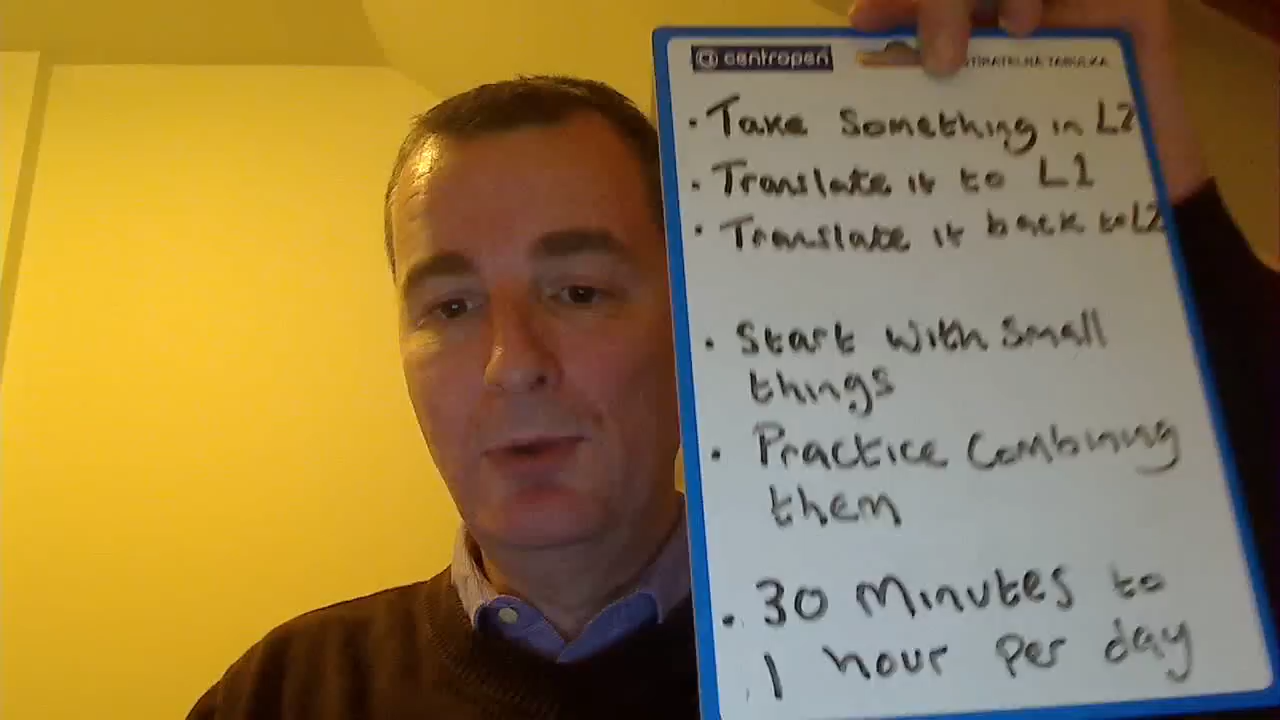 centropen
TABULKA
• Take something in L2
• Translate it to L1
• Translate it back to L2
• Start with small
things
• Practice Combining
them
• 30 Minutes to
1 hour per day